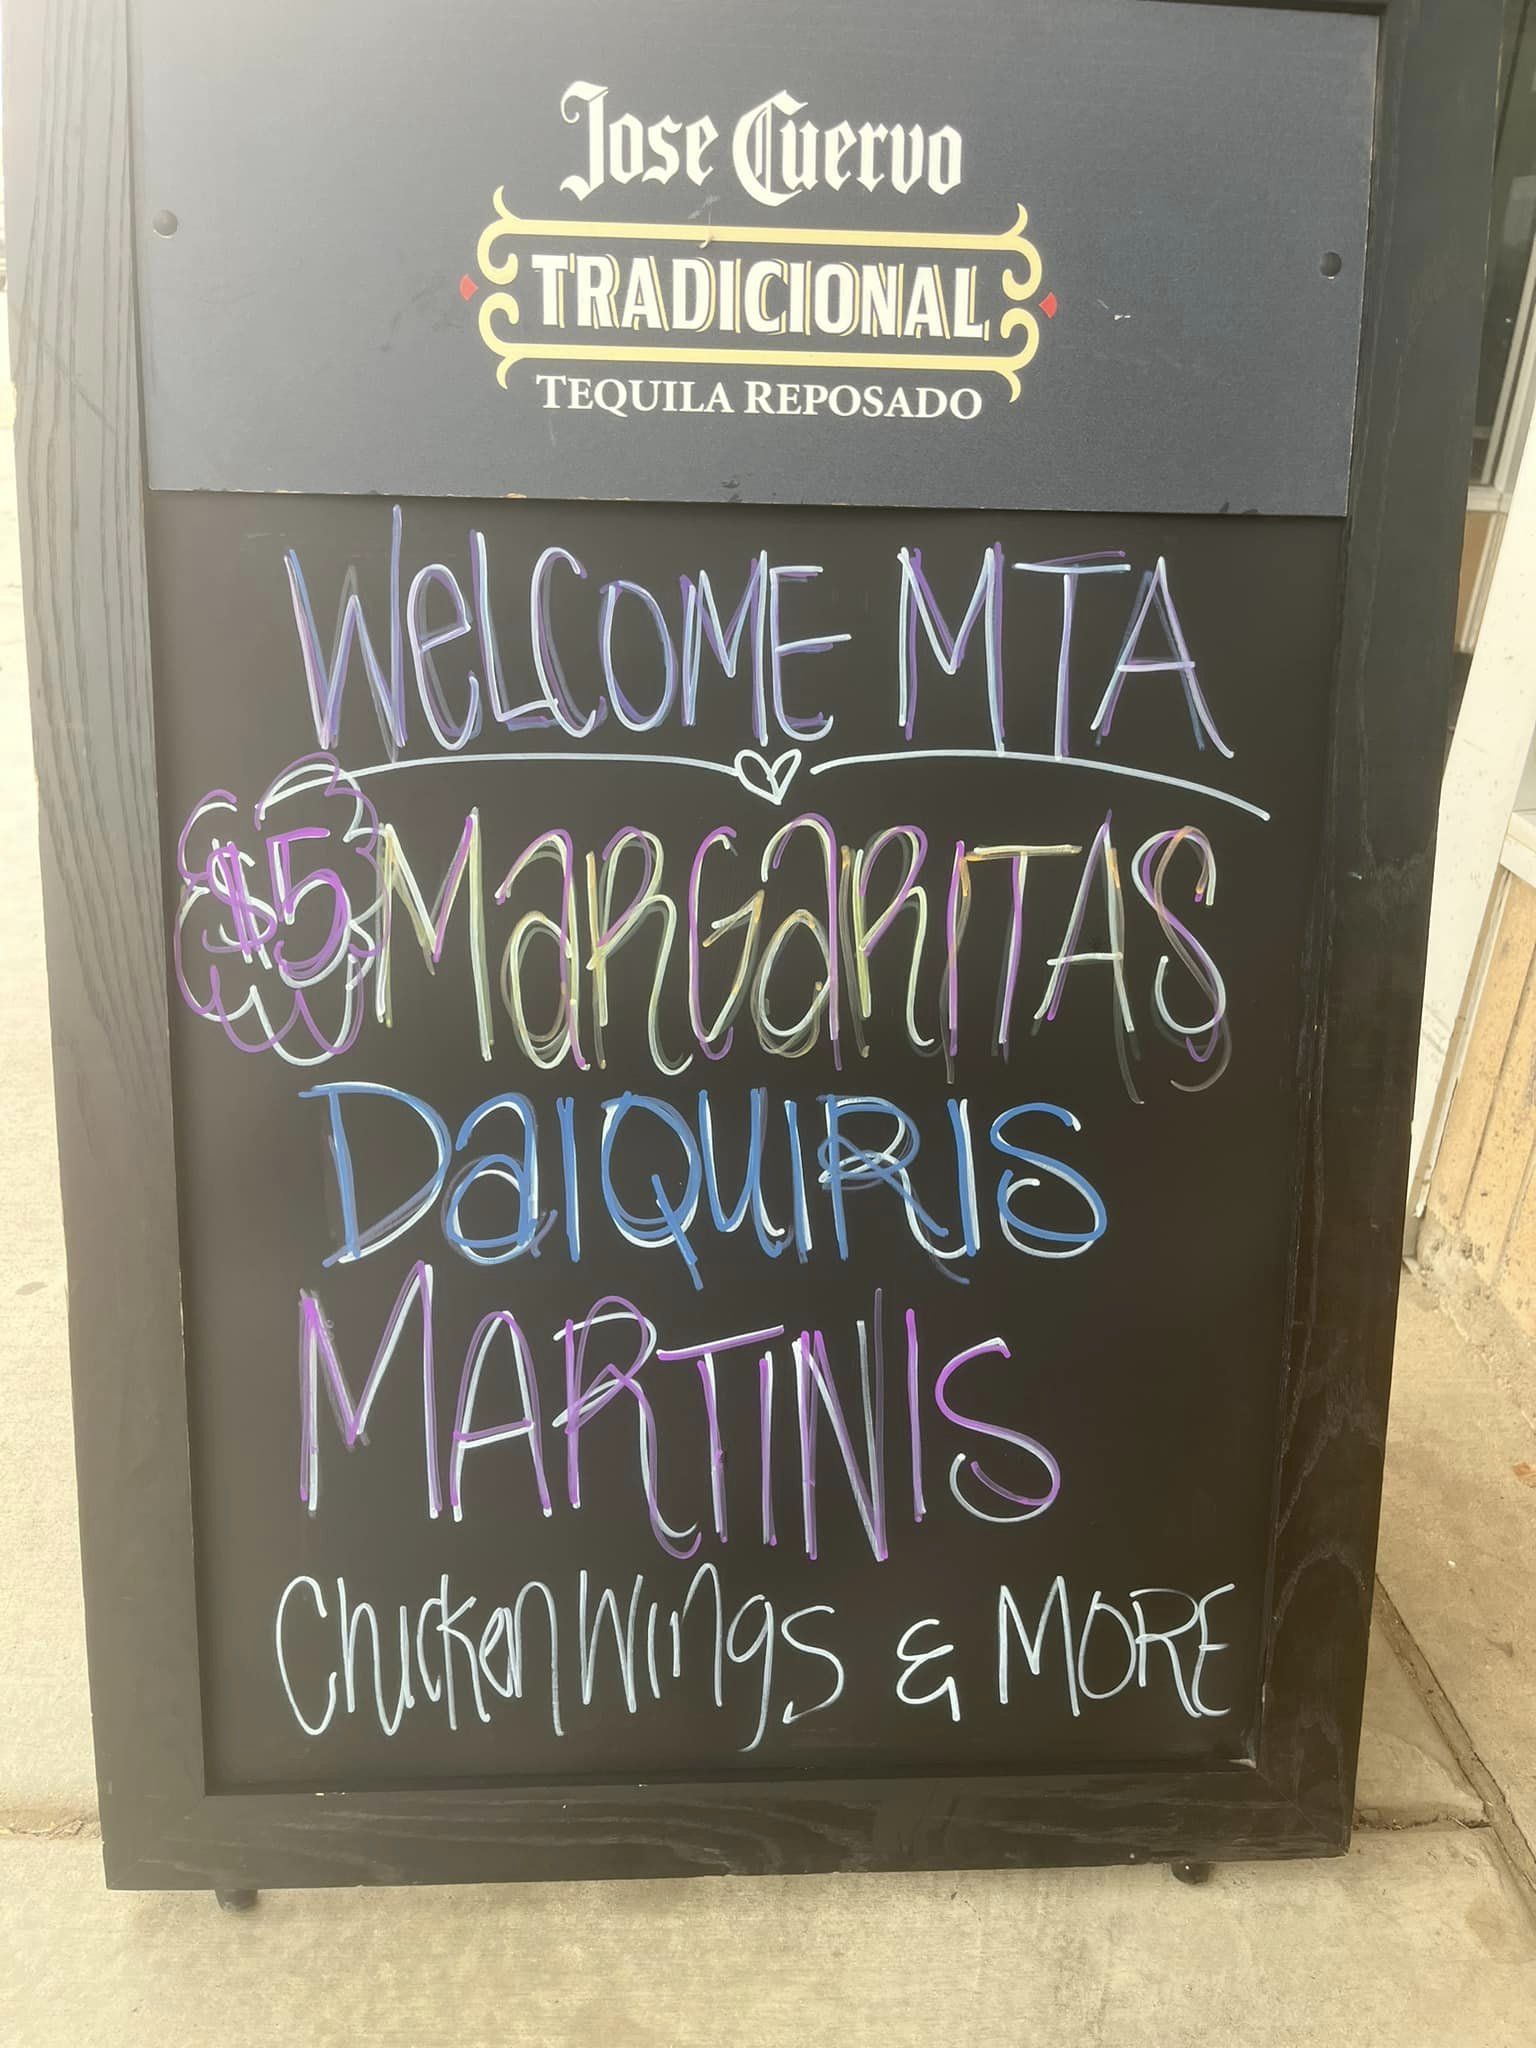 Jose Cuervo
TRADICIONAL
TEQUILA REPOSADO
WeLCOME MTA
$5 MaRGaRITAS
DaIQUIRIS
MARTINIS
Chicken Wings & MORE